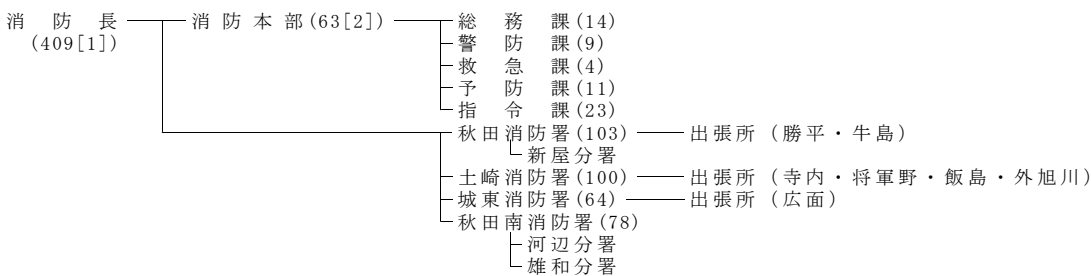 消防長 消防本部(63[2]) 総務課(14)
(409[1]) 警防課(9)
救急課(4)
予防課(11)
指令課(23)
秋田消防署(103) 出張所(勝平・牛島)
新屋分署
土崎消防署(100) 出張所(寺内・将軍野・飯島・外旭川)
城東消防署(64) 出張所(広面)
秋田南消防署(78)
河辺分署
雄和分署